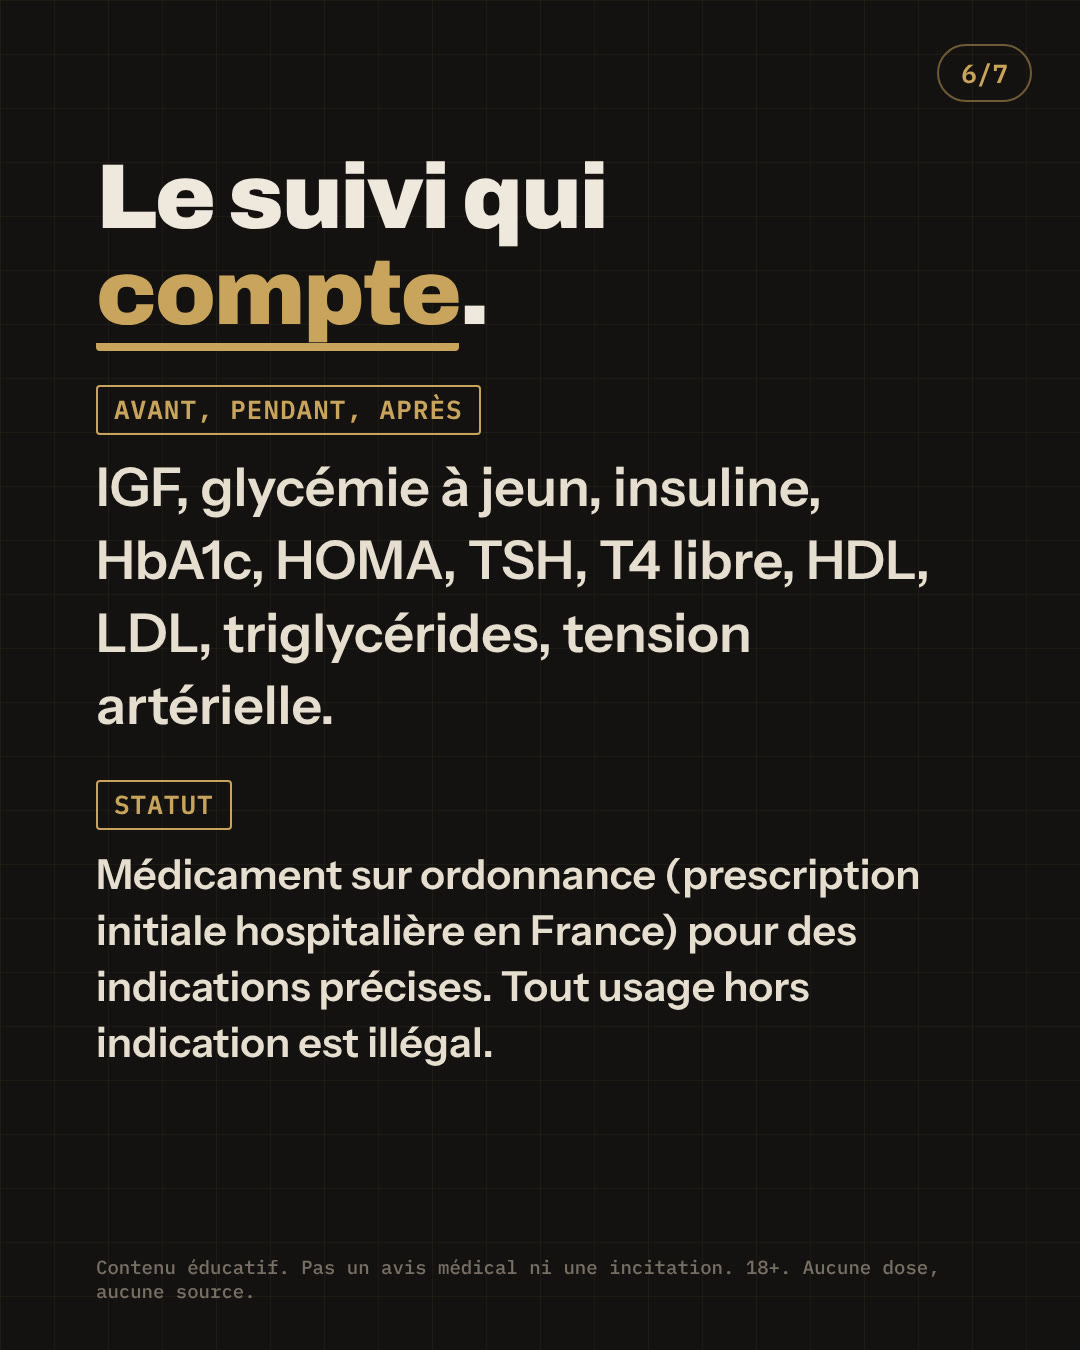 6/7
Le suivi qui
compte.
AVANT, PENDANT, APRÈS
IGF, glycémie à jeun, insuline,
HbA1c, HOMA, TSH, T4 libre, HDL,
LDL, triglycérides, tension
artérielle.
STATUT
Médicament sur ordonnance (prescription
initiale hospitalière en France) pour des
indications précises. Tout usage hors
indication est illégal.
Contenu éducatif. Pas un avis médical ni une incitation. 18+. Aucune dose,
aucune source.